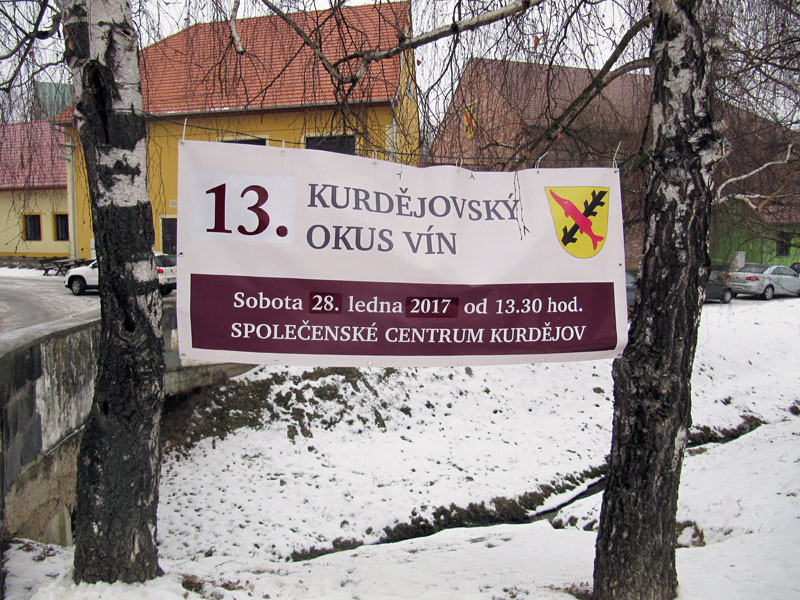 13. KURDĚJOVSKÝ
OKUS VÍN
Sobota 28. ledna 2017 od 13.30 hod.
SPOLEČENSKÉ CENTRUM KURDĚJOV